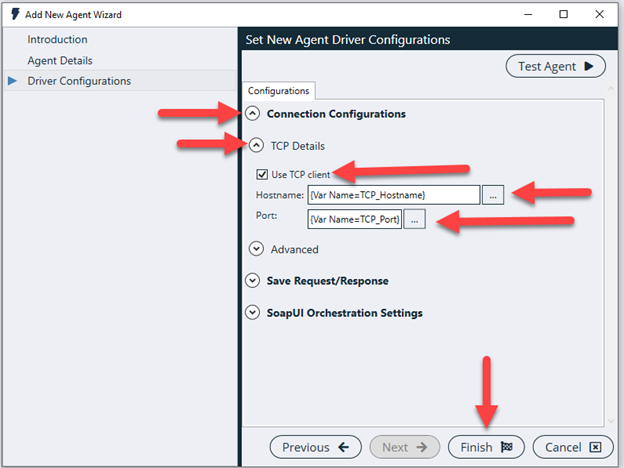 Add New Agent Wizard
Introduction
Agent Details
Driver Configurations
Set New Agent Driver Configurations
Test Agent
Configurations
Connection Configurations
TCP Details
Use TCP client
Hostname: {Var Name=TCP_Hostname} ...
Port: {Var Name=TCP_Port} ...
Advanced
Save Request/Response
SoapUI Orchestration Settings
Previous Next Finish Cancel